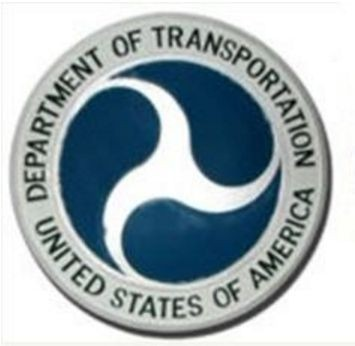 DEPARTMENT OF TRANSPORTATION
UNITED STATES OF AMERICA